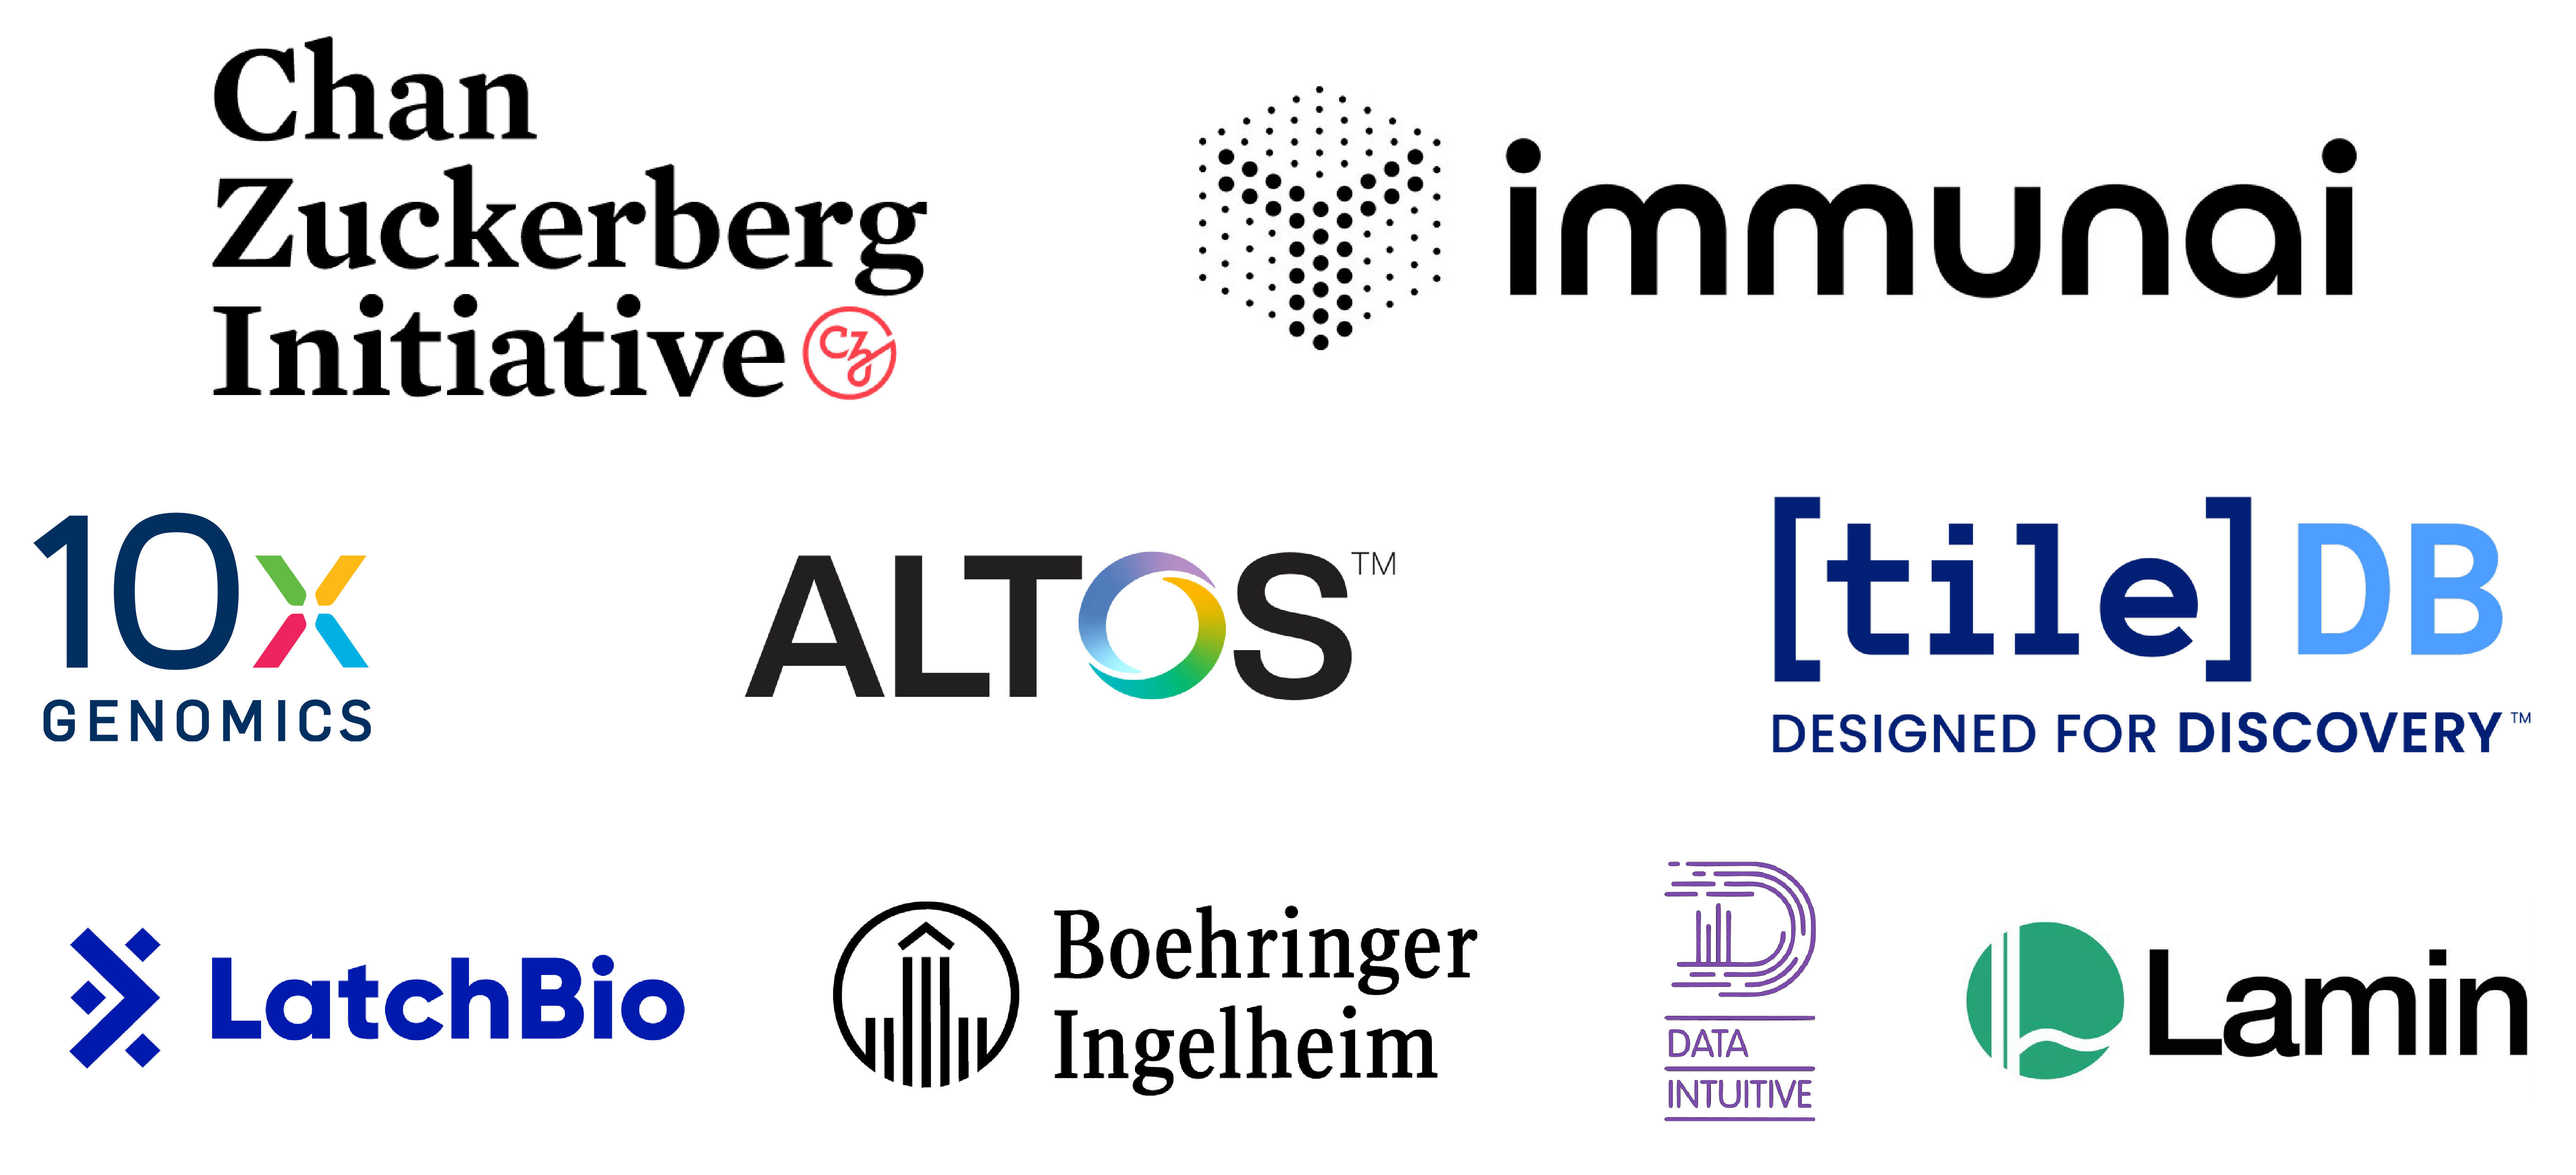 Chan
Zuckerberg
Initiative
cz
immunai
10x
GENOMICS
ALTOS™
[tile]DB
DESIGNED FOR DISCOVERY™
LatchBio
Boehringer
Ingelheim
DATA
INTUITIVE
Lamin